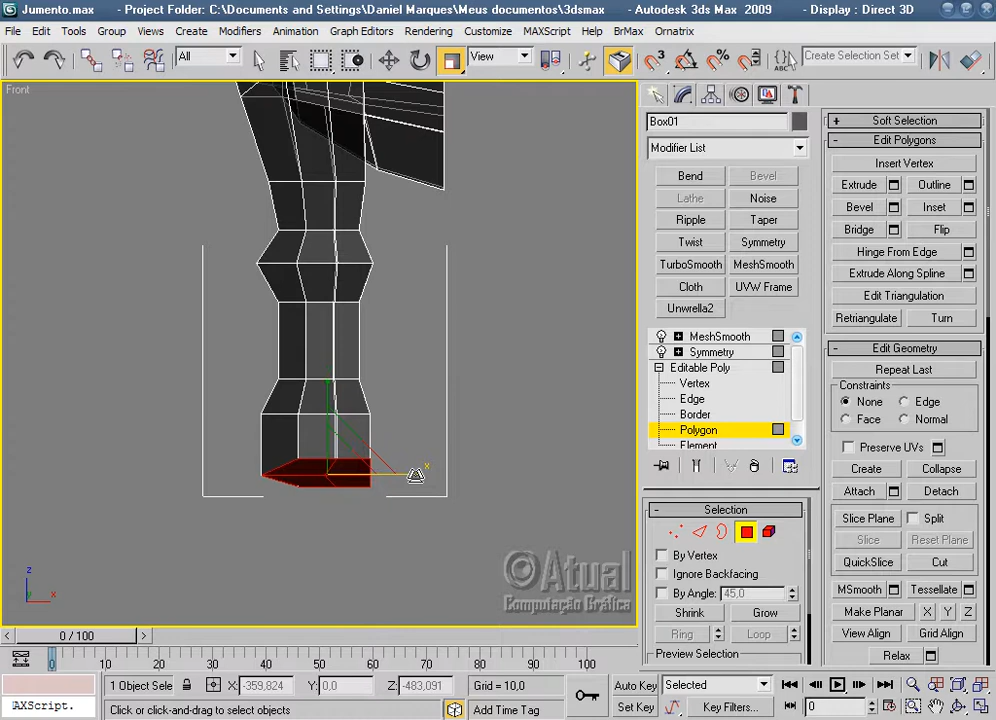 Jumento.max - Project Folder: C:\Documents and Settings\Daniel Marques\Meus documentos\3dsmax - Autodesk 3ds Max 2009 - Display : Direct 3D
File Edit Tools Group Views Create Modifiers Animation Graph Editors Rendering Customize MAXScript Help BrMax Ornatrix
All View Create Selection Set
Front
Box01
Modifier List
Bend Bevel
Lathe Noise
Ripple Taper
Twist Symmetry
TurboSmooth MeshSmooth
Cloth UVW Frame
Unwrella2
MeshSmooth
Symmetry
Editable Poly
Vertex
Edge
Border
Polygon
Element
Selection
By Vertex
Ignore Backfacing
By Angle: 45,0
Shrink Grow
Ring Loop
Preview Selection
Soft Selection
Edit Polygons
Insert Vertex
Extrude Outline
Bevel Inset
Bridge Flip
Hinge From Edge
Extrude Along Spline
Edit Triangulation
Retriangulate Turn
Edit Geometry
Repeat Last
Constraints
None Edge
Face Normal
Preserve UVs
Create Collapse
Attach Detach
Slice Plane Split
Slice Reset Plane
QuickSlice Cut
MSmooth Tessellate
Make Planar X Y Z
View Align Grid Align
Relax
x
z
y x
©Atual
Computação Gráfica
< 0 / 100 >
0 10 20 30 40 50 60 70 80 90 100
1 Object Sele X: -359,824 Y: 0,0 Z: -483,091 Grid = 10,0 Auto Key Selected
AXScript. Click or click-and-drag to select objects Add Time Tag Set Key Key Filters... 0